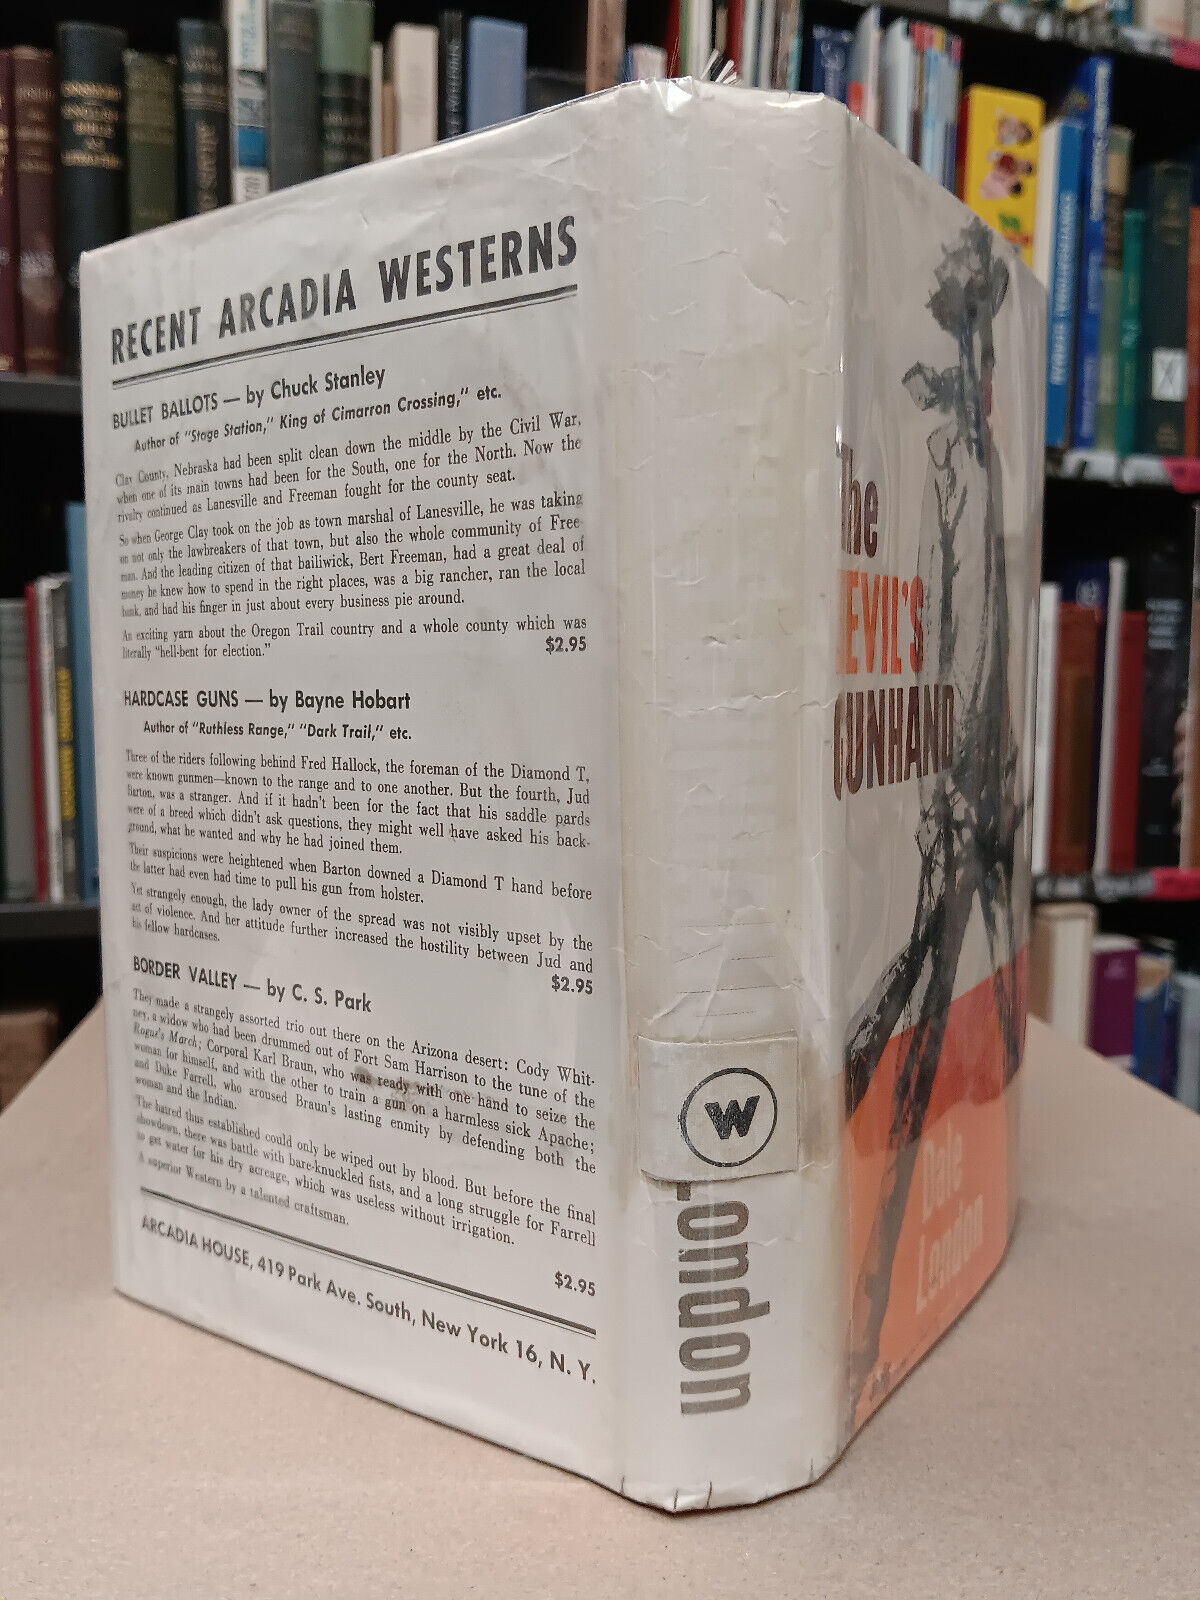 RECENT ARCADIA WESTERNS
BULLET BALLOTS — by Chuck Stanley
Author of "Stage Station," King of Cimarron Crossing," etc.
Clay County, Nebraska had been split clean down the middle by the Civil War,
when one of its main towns had been for the South, one for the North. Now the
rivalry continued as Lanesville and Freeman fought for the county seat.
So when George Clay took on the job as town marshal of Lanesville, he was taking
on not only the lawbreakers of that town, but also the whole community of Free
man. And the leading citizen of that bailiwick, Bert Freeman, had a great deal of
money he knew how to spend in the right places, was a big rancher, ran the local
bank, and had his finger in just about every business pie around.
An exciting yarn about the Oregon Trail country and a whole county which was
literally "hell-bent for election." $2.95
HARDCASE GUNS — by Bayne Hobart
Author of "Ruthless Range," "Dark Trail," etc.
Three of the riders following behind Fred Hallock, the foreman of the Diamond T,
were known gunmen—known to the range and to one another. But the fourth, Jud
Barton, was a stranger. And if it hadn't been for the fact that his saddle pards
were of a breed which didn't ask questions, they might well have asked his back-
ground, what he wanted and why he had joined them.
Their suspicions were heightened when Barton downed a Diamond T hand before
the latter had even had time to pull his gun from holster.
Yet strangely enough, the lady owner of the spread was not visibly upset by the
act of violence. And her attitude further increased the hostility between Jud and
his fellow hardcases. $2.95
BORDER VALLEY — by C. S. Park
They made a strangely assorted trio out there on the Arizona desert: Cody Whit-
ney, a widow who had been drummed out of Fort Sam Harrison to the tune of the
Rogue's March; Corporal Karl Braun, who was ready with one hand to seize the
woman for himself, and with the other to train a gun on a harmless sick Apache;
and Duke Farrell, who aroused Braun's lasting enmity by defending both the
woman and the Indian.
The hatred thus established could only be wiped out by blood. But before the final
showdown, there was battle with bare-knuckled fists, and a long struggle for Farrell
to get water for his dry acreage, which was useless without irrigation.
A superior Western by a talented craftsman. $2.95
ARCADIA HOUSE, 419 Park Ave. South, New York 16, N. Y.
W
London
The
DEVIL'S
GUNHAND
Dale
London